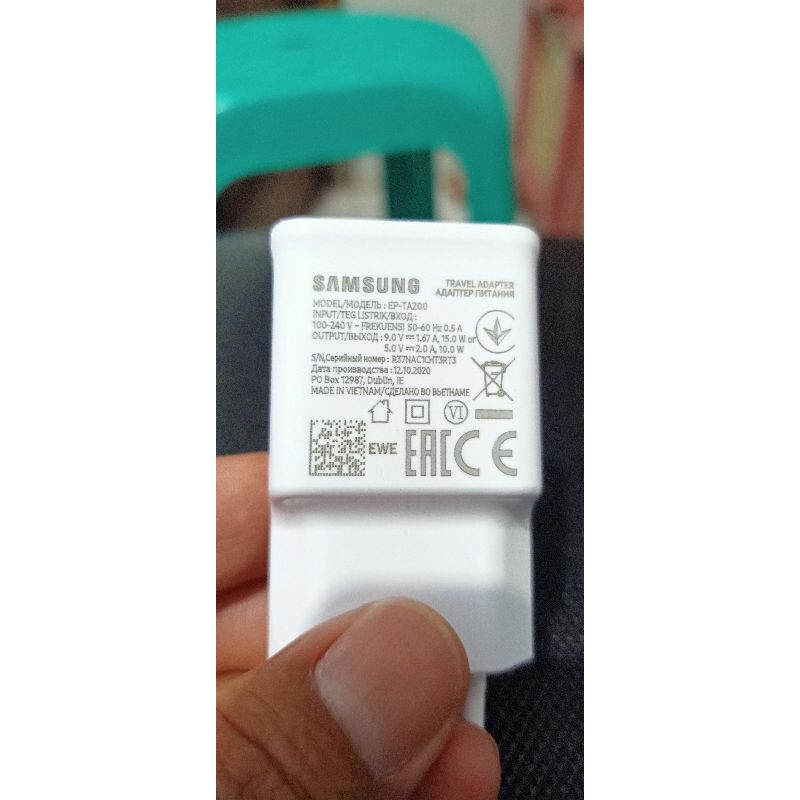 SAMSUNG
TRAVEL ADAPTER
АДАПТЕР ПИТАНИЯ
MODEL/МОДЕЛЬ : EP-TA200
INPUT/TEG LISTRIK/ВХОД :
100-240 V ~ FREKUENSI 50-60 Hz 0.5 A
OUTPUT/ВЫХОД : 9.0 V ⎓ 1.67 A, 15.0 W or
5.0 V ⎓ 2.0 A, 10.0 W
S/N,Серийный номер : R37NAC1CHT3RT3
Дата производства : 12.10.2020
PO Box 12987, Dublin, IE
MADE IN VIETNAM/СДЕЛАНО ВО ВЬЕТНАМЕ
VI
EWE
EAC CE